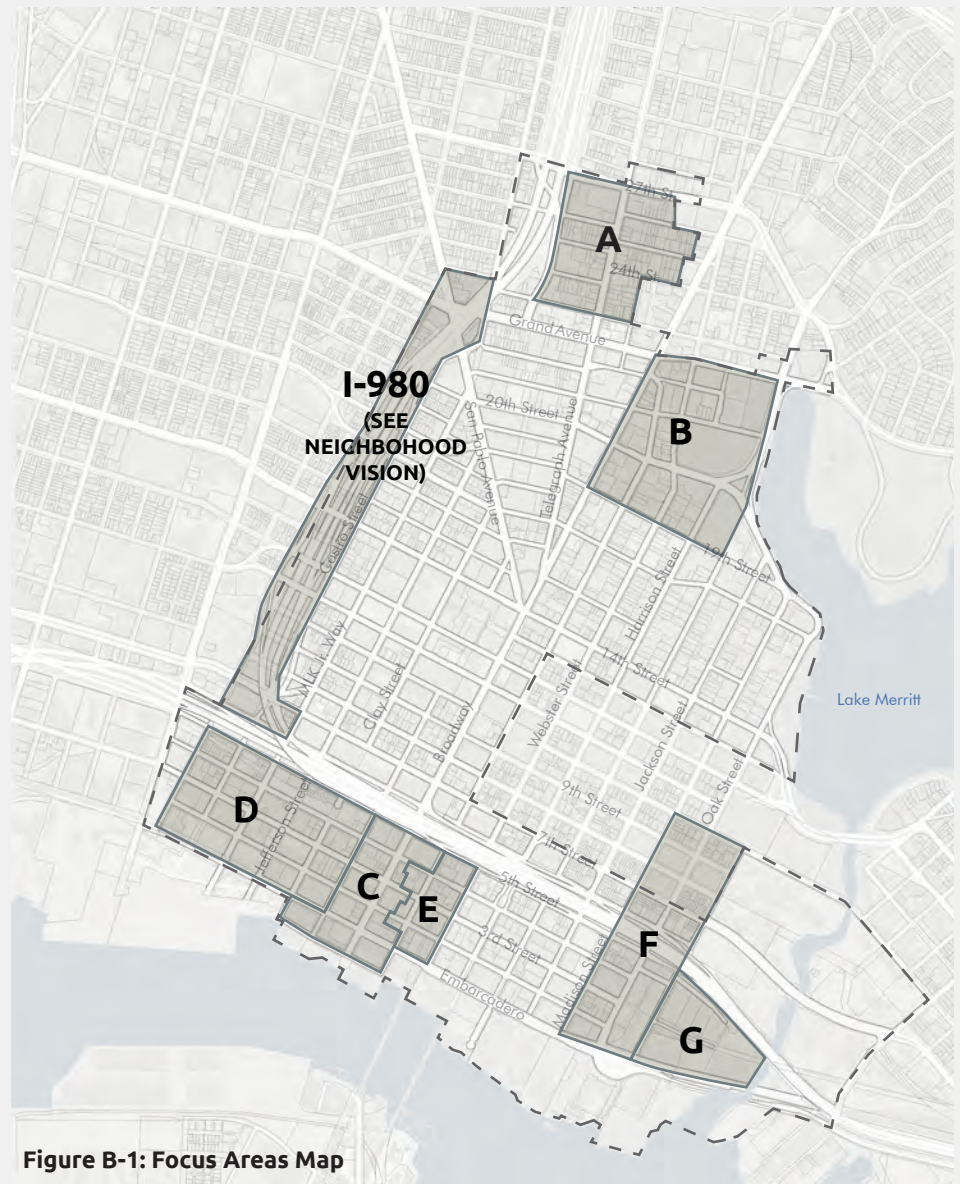 27th St.
A
24th St.
Grand Avenue
I-980
(SEE
NEIGHBOHOOD
VISION)
20th Street
San Pablo Avenue
Telegraph Avenue
B
Castro Street
19th Street
Harrison Street
14th Street
MLK Jr. Way
Clay Street
Broadway
Webster Street
Jackson Street
Lake Merritt
9th Street
Oak Street
7th Street
D
Jefferson Street
C
E
5th Street
3rd Street
F
Madison Street
Embarcadero
G
Figure B-1: Focus Areas Map